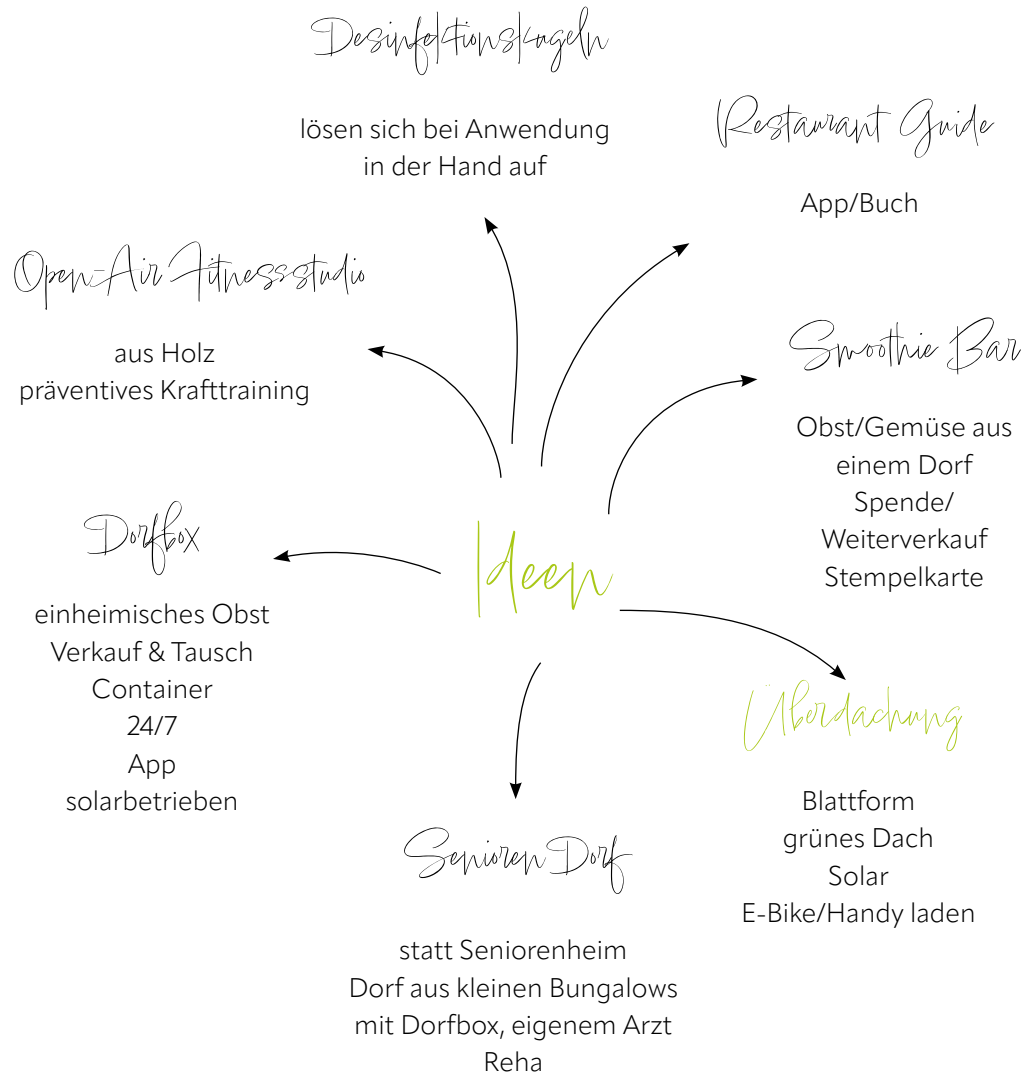 Desinfektionskugeln
lösen sich bei Anwendung
in der Hand auf
Restaurant Guide
App/Buch
Open-Air Fitnessstudio
aus Holz
präventives Krafttraining
Smoothie Bar
Obst/Gemüse aus
einem Dorf
Spende/
Weiterverkauf
Stempelkarte
Dorfbox
einheimisches Obst
Verkauf & Tausch
Container
24/7
App
solarbetrieben
Ideen
Überdachung
Blattform
grünes Dach
Solar
E-Bike/Handy laden
Senioren Dorf
statt Seniorenheim
Dorf aus kleinen Bungalows
mit Dorfbox, eigenem Arzt
Reha